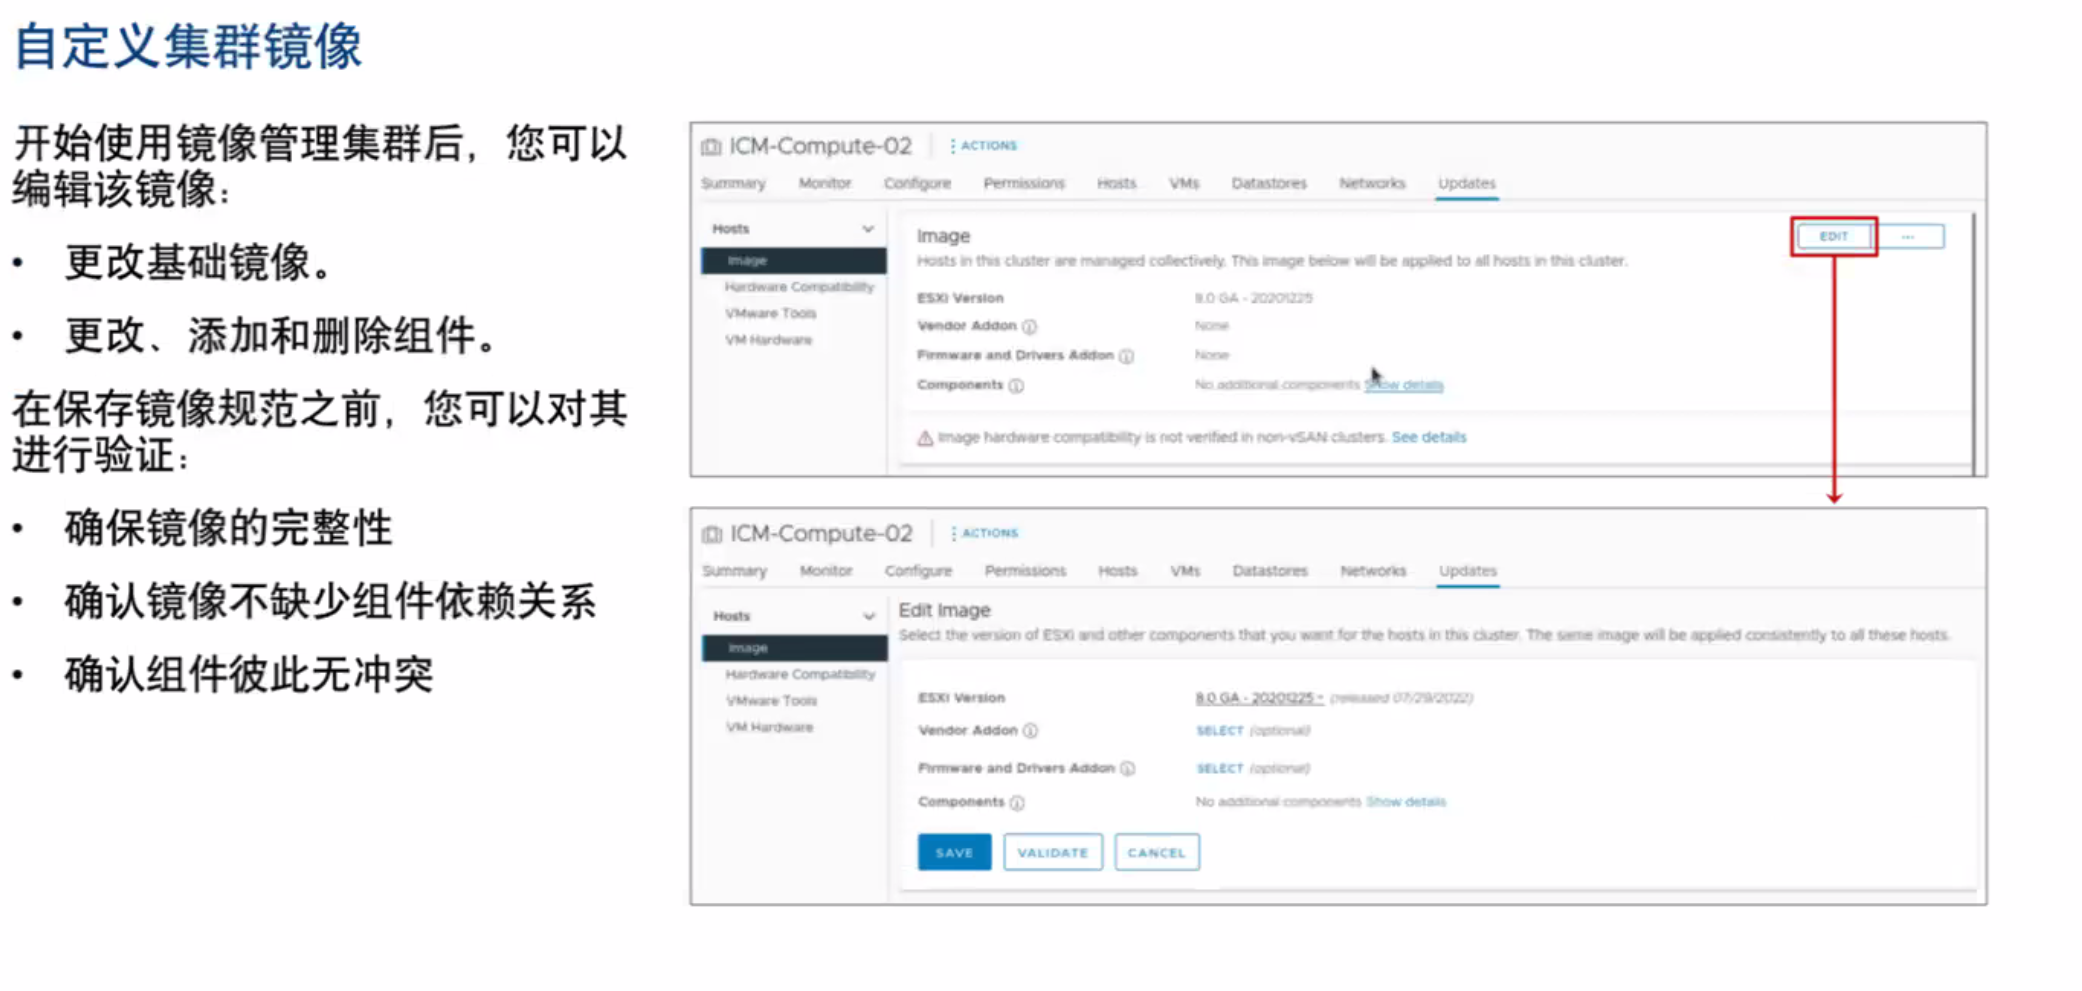 自定义集群镜像
开始使用镜像管理集群后，您可以
编辑该镜像：
• 更改基础镜像。
• 更改、添加和删除组件。
在保存镜像规范之前，您可以对其
进行验证：
• 确保镜像的完整性
• 确认镜像不缺少组件依赖关系
• 确认组件彼此无冲突
ICM-Compute-02 ACTIONS
Summary Monitor Configure Permissions Hosts VMs Datastores Networks Updates
Hosts
Image
Hardware Compatibility
VMware Tools
VM Hardware
Image
EDIT ...
Hosts in this cluster are managed collectively. This image below will be applied to all hosts in this cluster.
ESXi Version 8.0 GA - 20201225
Vendor Addon None
Firmware and Drivers Addon None
Components No additional components Show details
Image hardware compatibility is not verified in non-vSAN clusters. See details
ICM-Compute-02 ACTIONS
Summary Monitor Configure Permissions Hosts VMs Datastores Networks Updates
Hosts
Image
Hardware Compatibility
VMware Tools
VM Hardware
Edit Image
Select the version of ESXi and other components that you want for the hosts in this cluster. The same image will be applied consistently to all these hosts.
ESXi Version 8.0 GA - 20201225 (released 07/29/2022)
Vendor Addon SELECT (optional)
Firmware and Drivers Addon SELECT (optional)
Components No additional components Show details
SAVE VALIDATE CANCEL